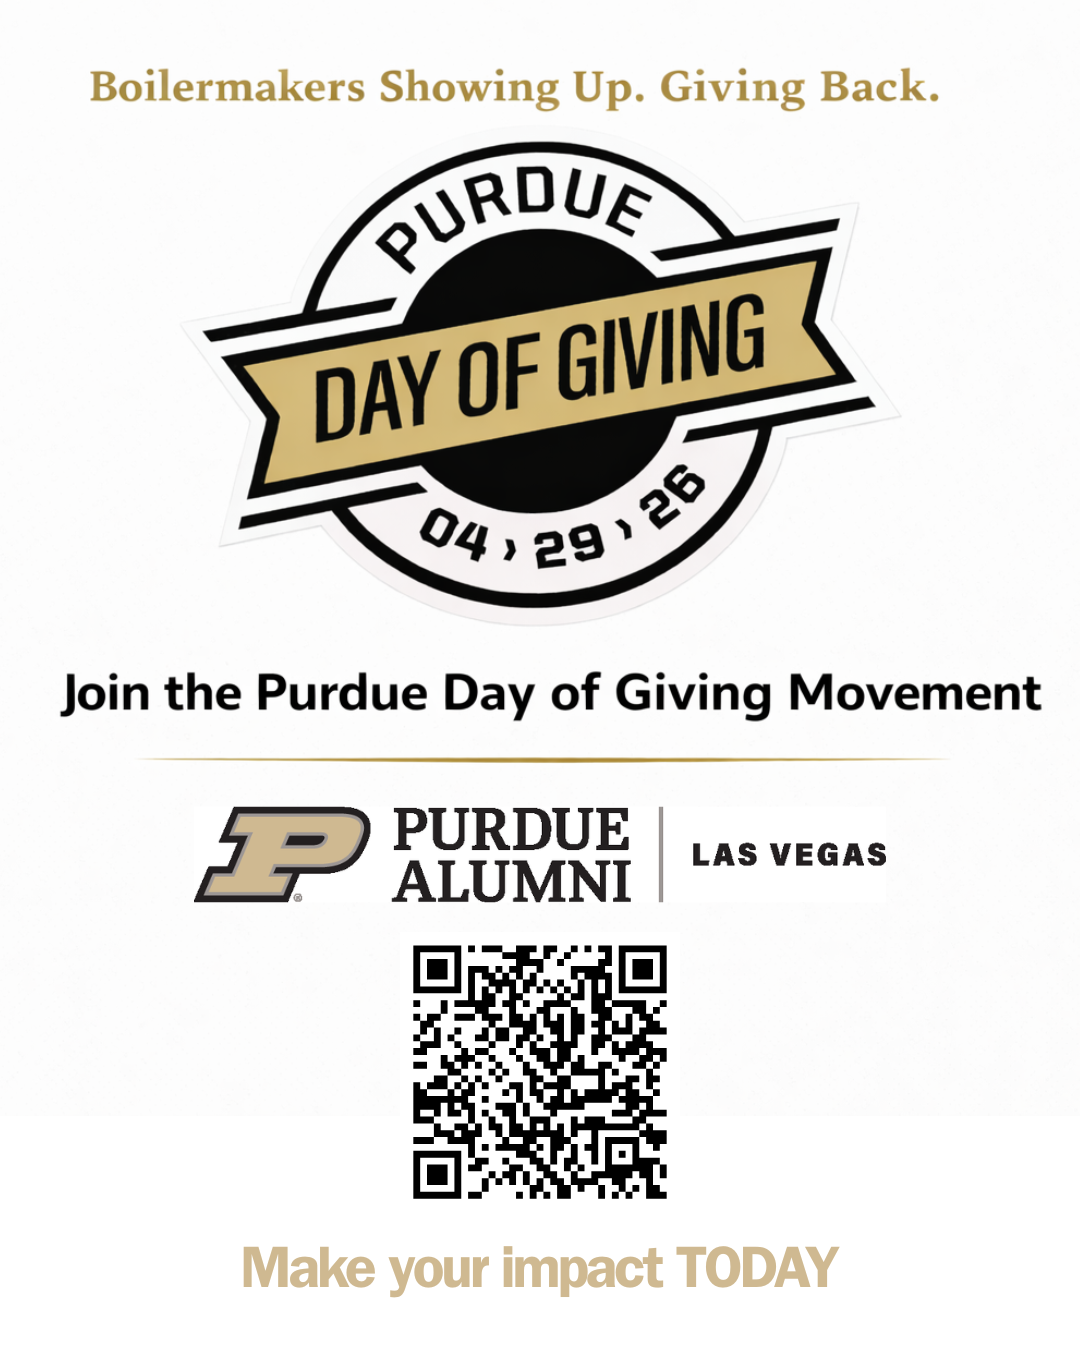 Boilermakers Showing Up. Giving Back.
PURDUE
DAY OF GIVING
04 › 29 › 26
Join the Purdue Day of Giving Movement
P®
PURDUE
ALUMNI
LAS VEGAS
Make your impact TODAY